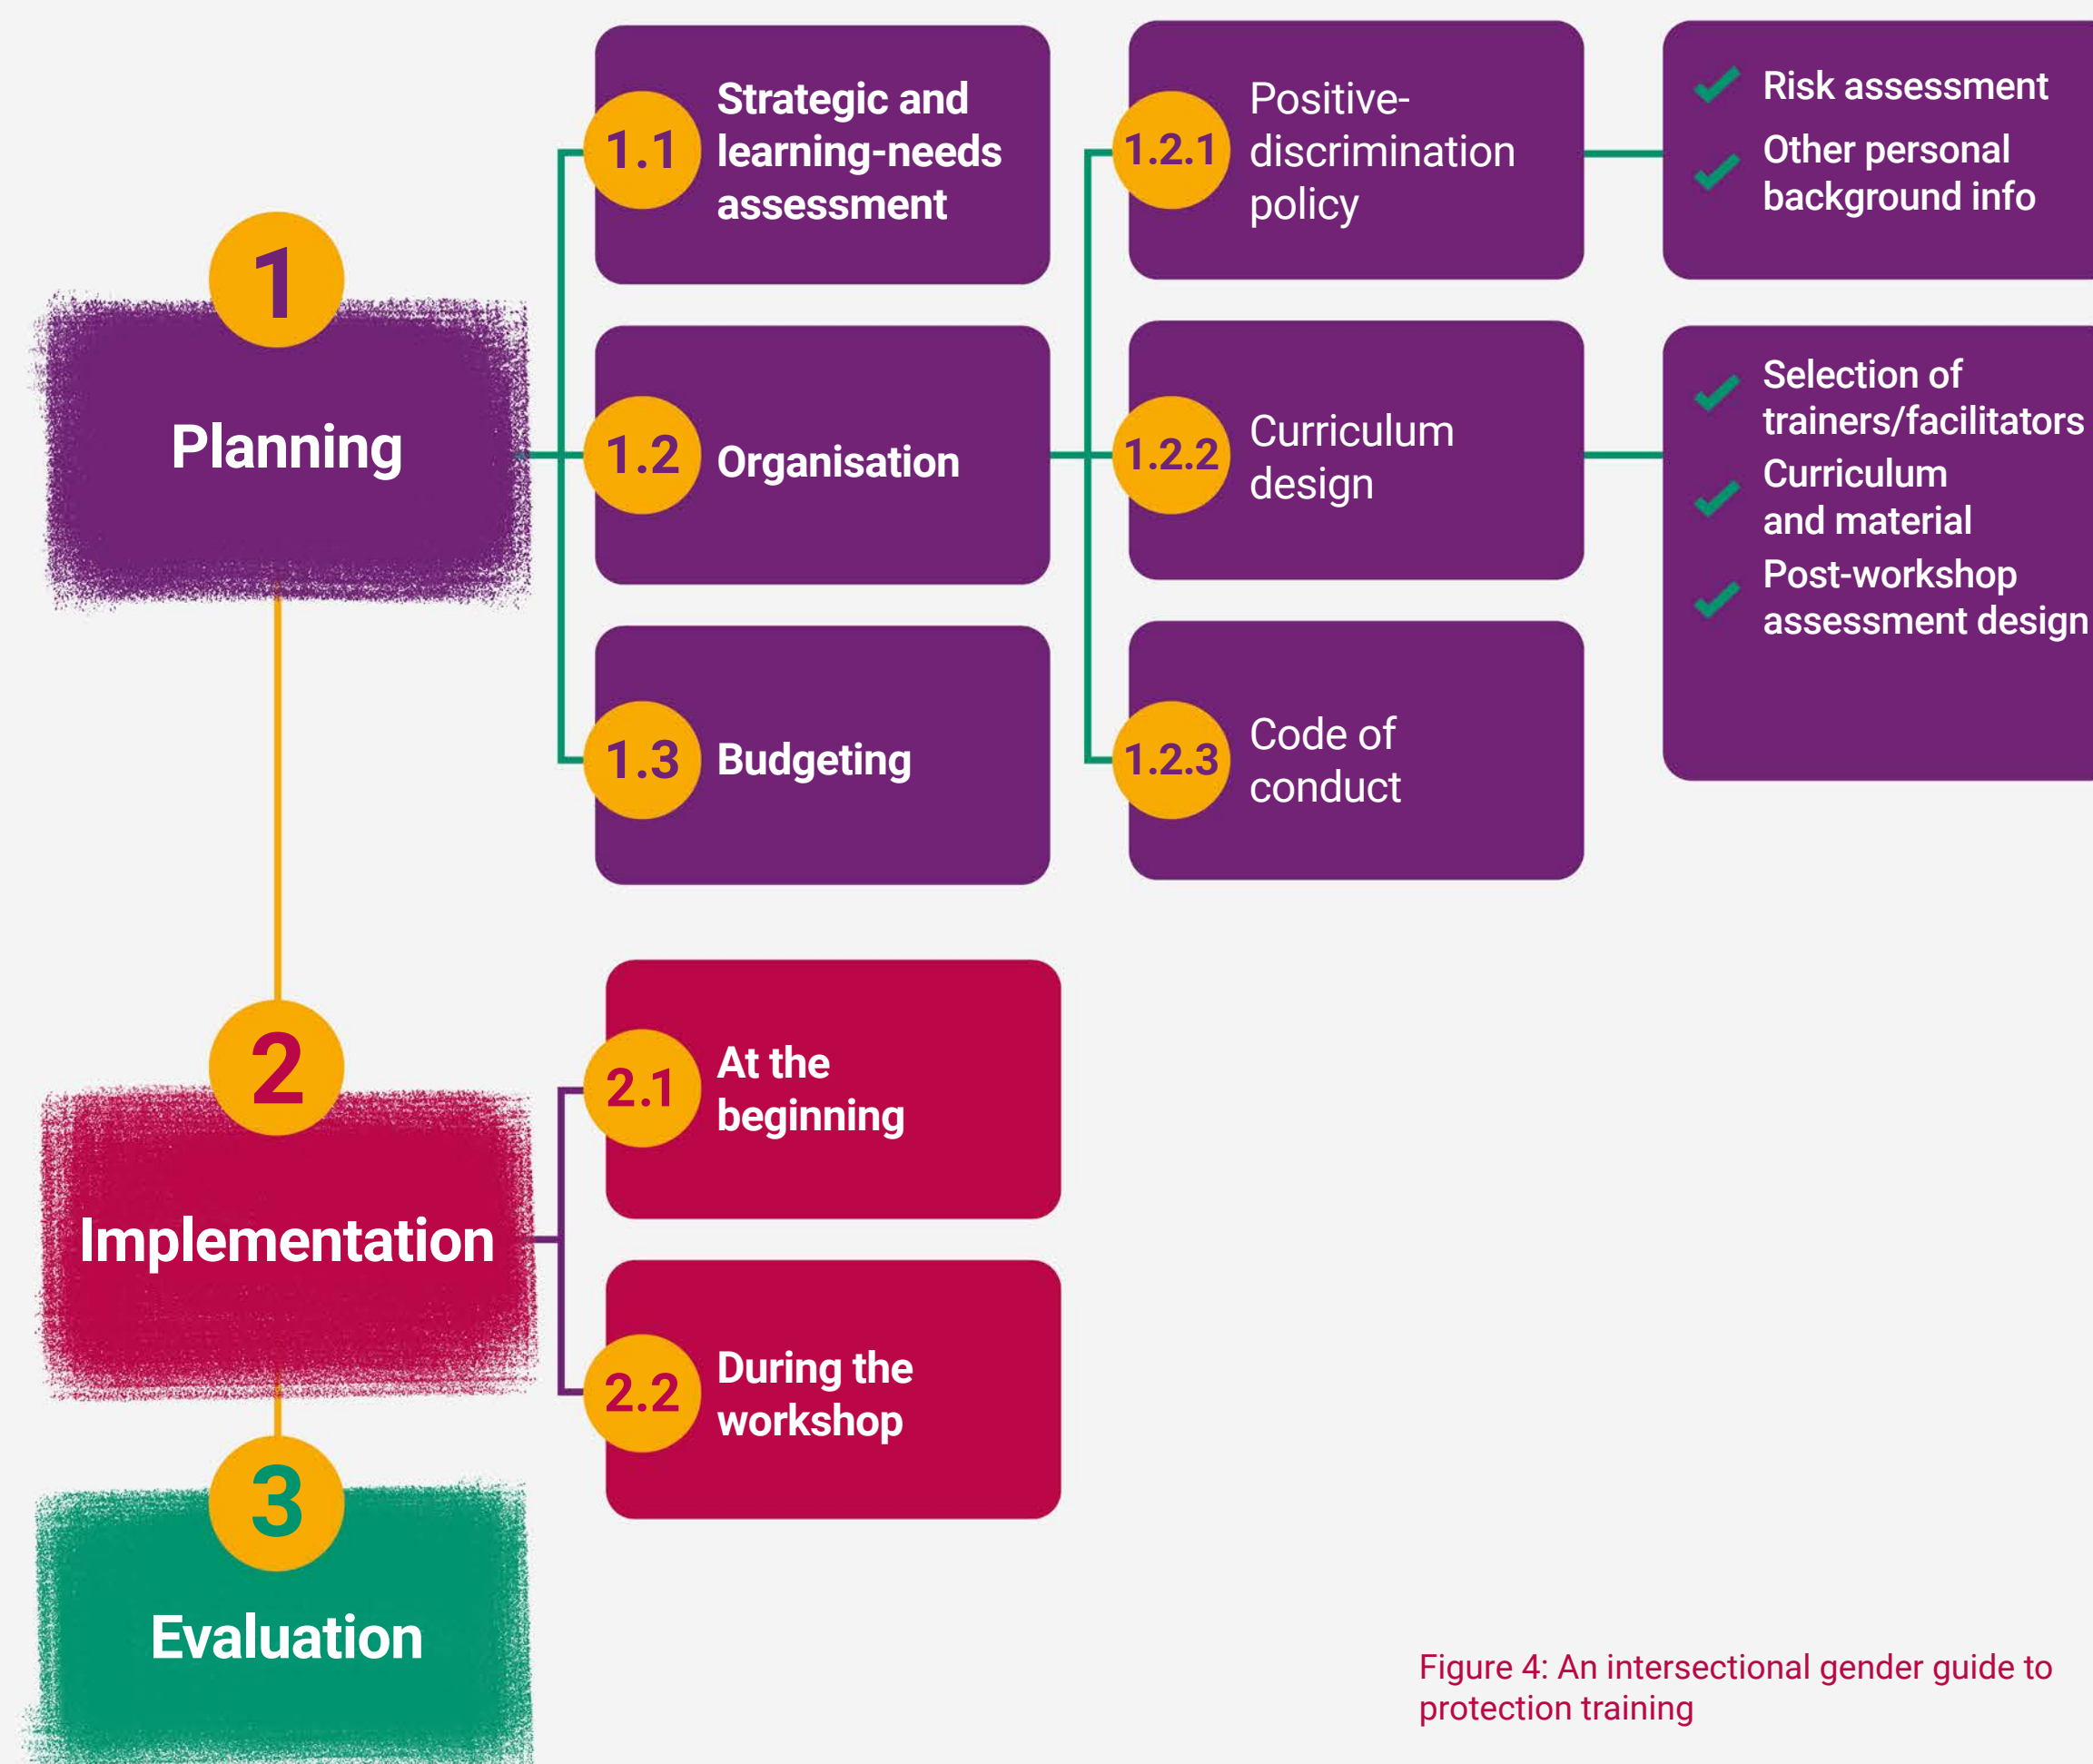 1
Planning
1.1
Strategic and
learning-needs
assessment
1.2
Organisation
1.3
Budgeting
1.2.1
Positive-
discrimination
policy
1.2.2
Curriculum
design
1.2.3
Code of
conduct
Risk assessment
Other personal
background info
Selection of
trainers/facilitators
Curriculum
and material
Post-workshop
assessment design
2
Implementation
2.1
At the
beginning
2.2
During the
workshop
3
Evaluation
Figure 4: An intersectional gender guide to
protection training